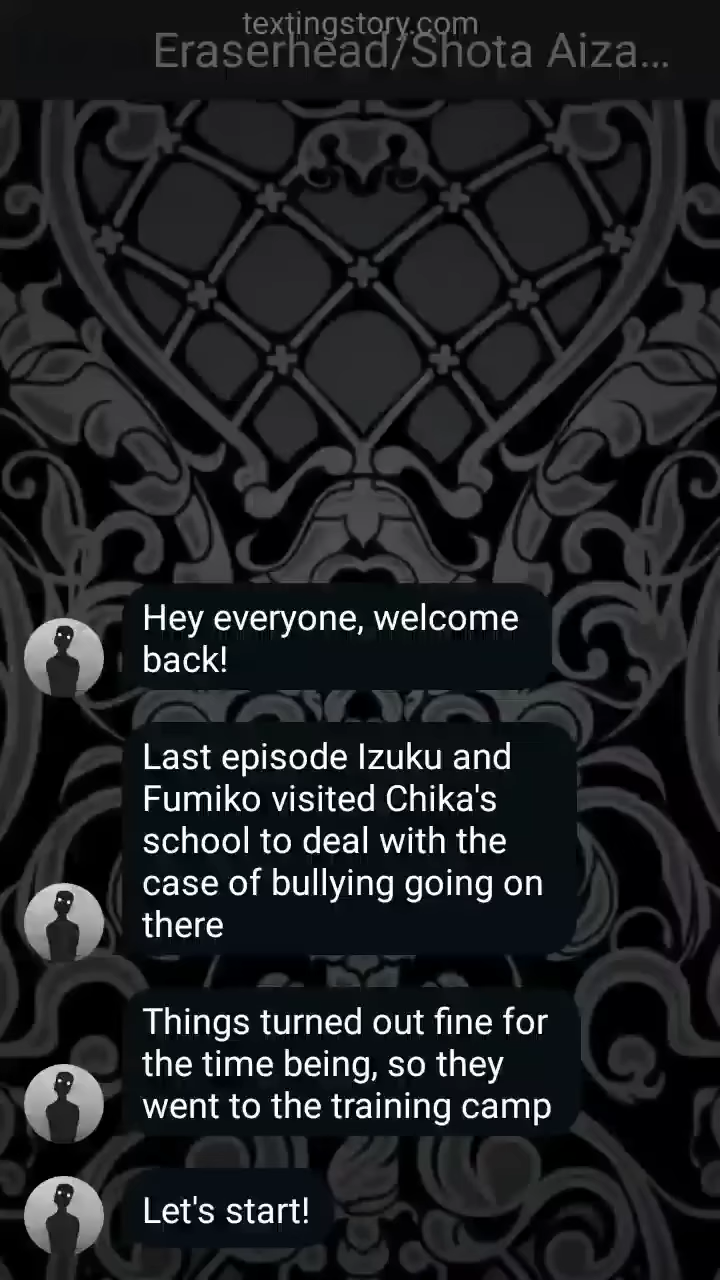 textingstory.com
Eraserhead/Shota Aiza...
Hey everyone, welcome
back!
Last episode Izuku and
Fumiko visited Chika's
school to deal with the
case of bullying going on
there
Things turned out fine for
the time being, so they
went to the training camp
Let's start!